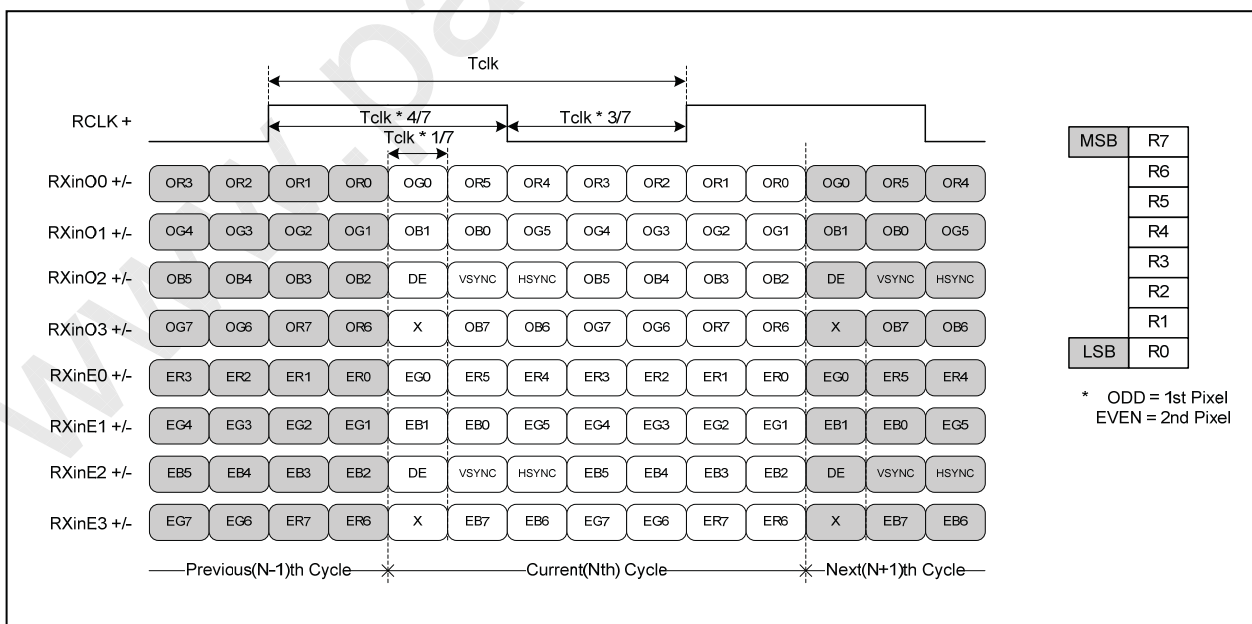 www.pa
Tclk
RCLK +
Tclk * 4/7
Tclk * 3/7
Tclk * 1/7
RXinO0 +/- OR3 OR2 OR1 OR0 OG0 OR5 OR4 OR3 OR2 OR1 OR0 OG0 OR5 OR4
RXinO1 +/- OG4 OG3 OG2 OG1 OB1 OB0 OG5 OG4 OG3 OG2 OG1 OB1 OB0 OG5
RXinO2 +/- OB5 OB4 OB3 OB2 DE VSYNC HSYNC OB5 OB4 OB3 OB2 DE VSYNC HSYNC
RXinO3 +/- OG7 OG6 OR7 OR6 X OB7 OB6 OG7 OG6 OR7 OR6 X OB7 OB6
RXinE0 +/- ER3 ER2 ER1 ER0 EG0 ER5 ER4 ER3 ER2 ER1 ER0 EG0 ER5 ER4
RXinE1 +/- EG4 EG3 EG2 EG1 EB1 EB0 EG5 EG4 EG3 EG2 EG1 EB1 EB0 EG5
RXinE2 +/- EB5 EB4 EB3 EB2 DE VSYNC HSYNC EB5 EB4 EB3 EB2 DE VSYNC HSYNC
RXinE3 +/- EG7 EG6 ER7 ER6 X EB7 EB6 EG7 EG6 ER7 ER6 X EB7 EB6
Previous(N-1)th Cycle Current(Nth) Cycle Next(N+1)th Cycle
MSB R7
R6
R5
R4
R3
R2
R1
LSB R0
* ODD = 1st Pixel
EVEN = 2nd Pixel